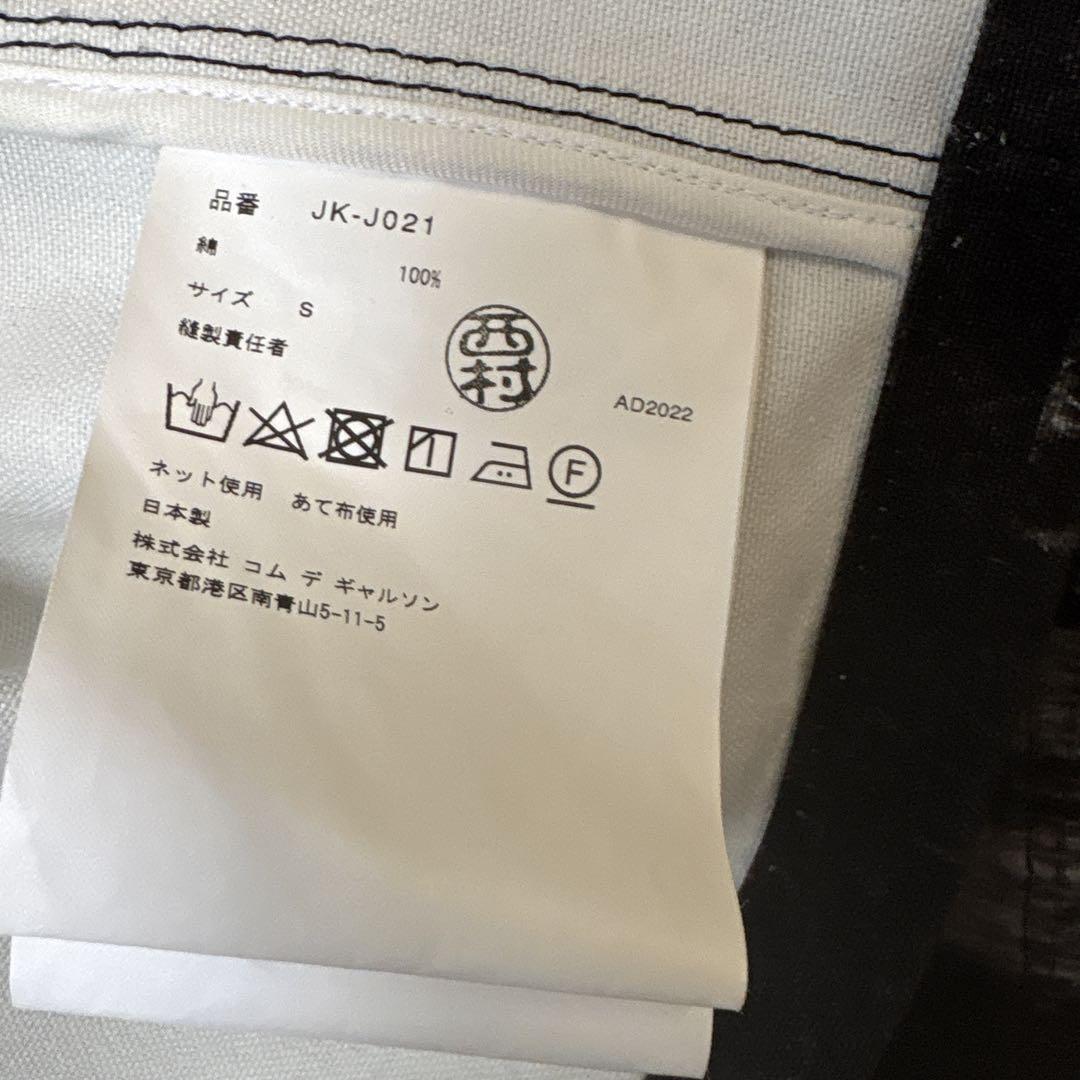 品番 JK-J021
綿 100%
サイズ S
縫製責任者
西村
AD2022
F
ネット使用 あて布使用
日本製
株式会社 コム デ ギャルソン
東京都港区南青山5-11-5